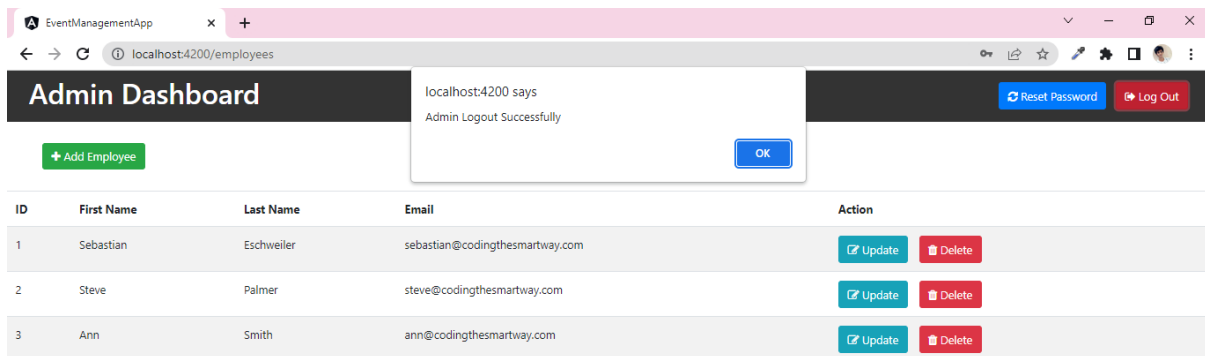 EventManagementApp
localhost:4200/employees
Admin Dashboard
localhost:4200 says
Admin Logout Successfully
OK
Reset Password
Log Out
Add Employee
ID First Name Last Name Email Action
1 Sebastian Eschweiler sebastian@codingthesmartway.com Update Delete
2 Steve Palmer steve@codingthesmartway.com Update Delete
3 Ann Smith ann@codingthesmartway.com Update Delete